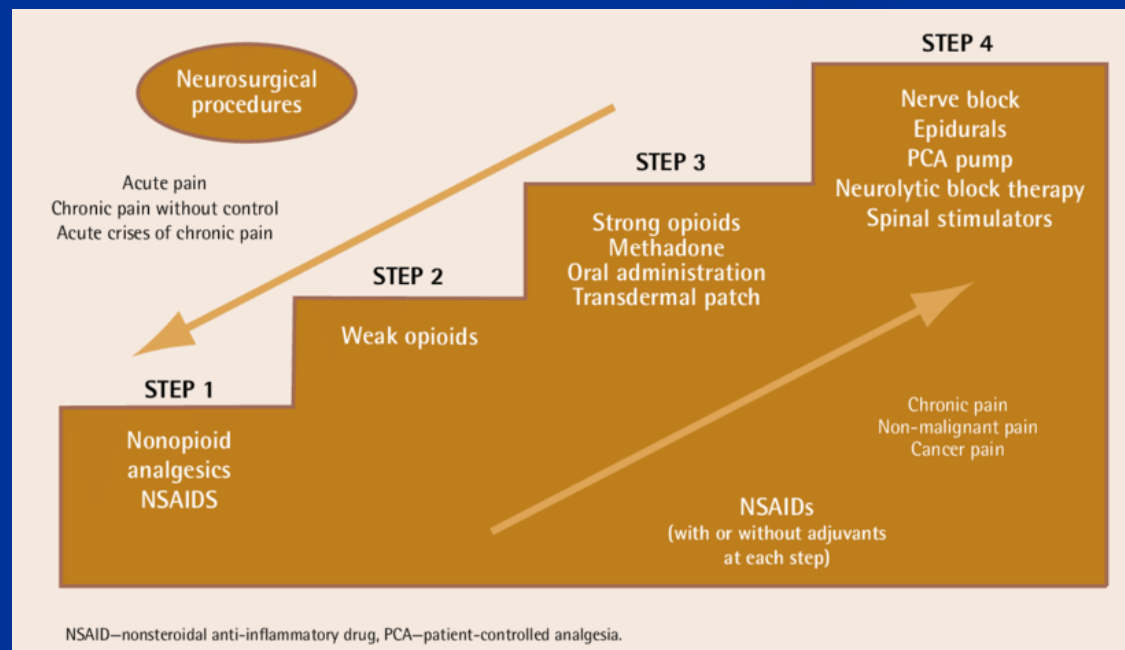 Neurosurgical
procedures
Acute pain
Chronic pain without control
Acute crises of chronic pain
STEP 1
Nonopioid
analgesics
NSAIDS
STEP 2
Weak opioids
STEP 3
Strong opioids
Methadone
Oral administration
Transdermal patch
STEP 4
Nerve block
Epidurals
PCA pump
Neurolytic block therapy
Spinal stimulators
Chronic pain
Non-malignant pain
Cancer pain
NSAIDs
(with or without adjuvants
at each step)
NSAID—nonsteroidal anti-inflammatory drug, PCA—patient-controlled analgesia.